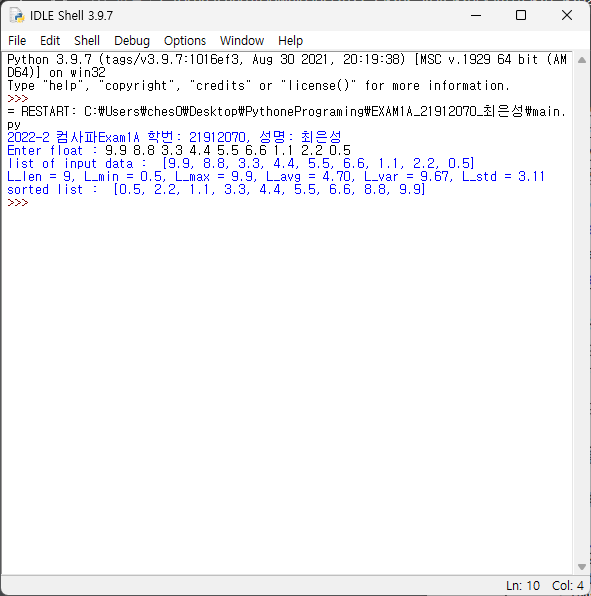 IDLE Shell 3.9.7
File Edit Shell Debug Options Window Help
Python 3.9.7 (tags/v3.9.7:1016ef3, Aug 30 2021, 20:19:38) [MSC v.1929 64 bit (AM
D64)] on win32
Type "help", "copyright", "credits" or "license()" for more information.
>>>
= RESTART: C:₩Users₩ches0₩Desktop₩PythonePrograming₩EXAM1A_21912070_최은성₩main.
py
2022-2 컴사파Exam1A 학번: 21912070, 성명: 최은성
Enter float : 9.9 8.8 3.3 4.4 5.5 6.6 1.1 2.2 0.5
list of input data :  [9.9, 8.8, 3.3, 4.4, 5.5, 6.6, 1.1, 2.2, 0.5]
L_len = 9, L_min = 0.5, L_max = 9.9, L_avg = 4.70, L_var = 9.67, L_std = 3.11
sorted list :  [0.5, 2.2, 1.1, 3.3, 4.4, 5.5, 6.6, 8.8, 9.9]
>>>
Ln: 10 Col: 4